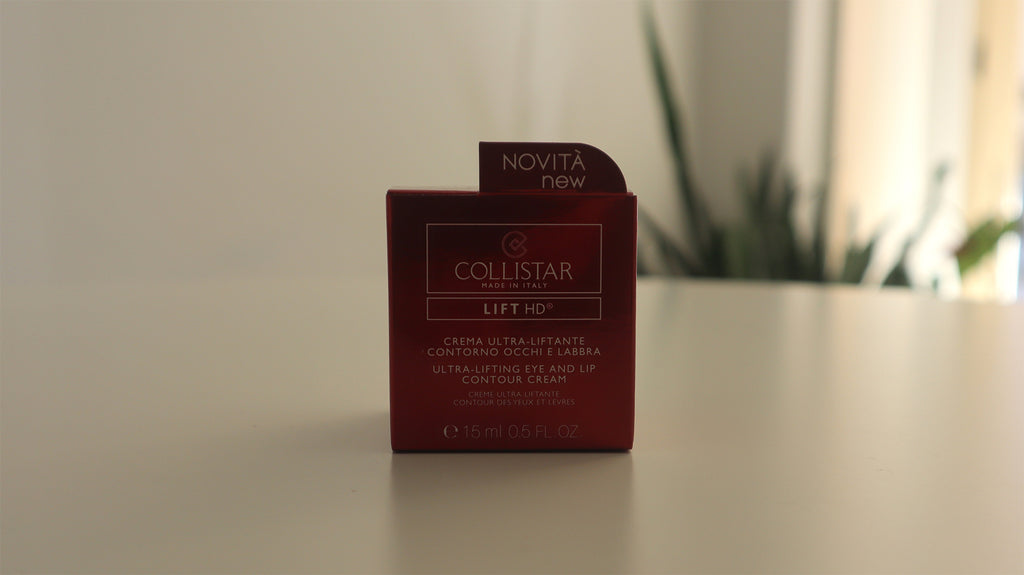 NOVITÀ
new
COLLISTAR
MADE IN ITALY
LIFT HD®
CREMA ULTRA-LIFTANTE
CONTORNO OCCHI E LABBRA
ULTRA-LIFTING EYE AND LIP
CONTOUR CREAM
CRÈME ULTRA LIFTANTE
CONTOUR DES YEUX ET LÈVRES
℮ 15 ml 0.5 FL. OZ.